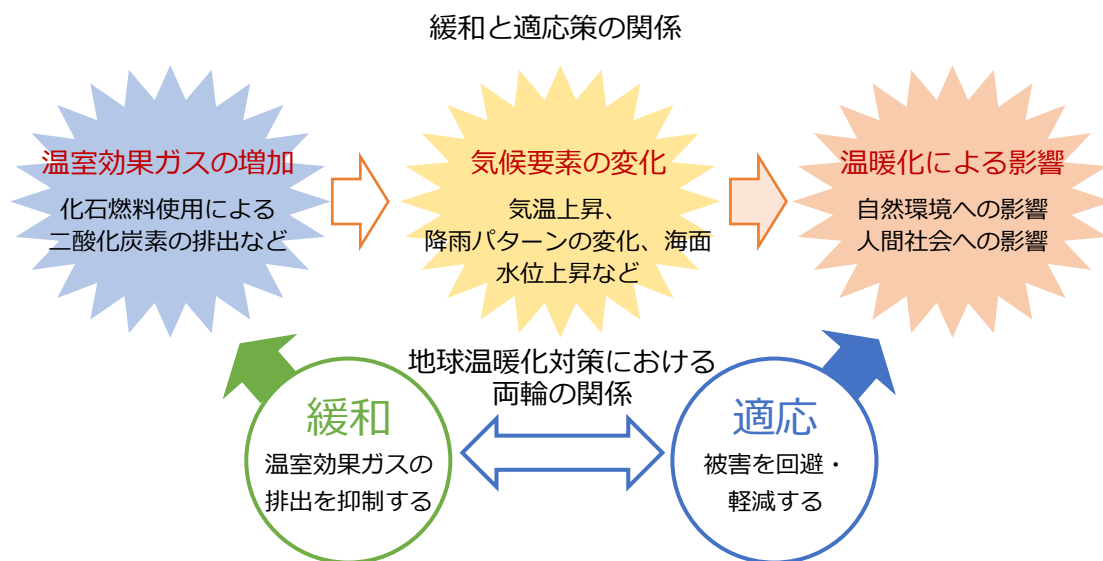 緩和と適応策の関係
温室効果ガスの増加
化石燃料使用による
二酸化炭素の排出など
気候要素の変化
気温上昇、
降雨パターンの変化、海面
水位上昇など
温暖化による影響
自然環境への影響
人間社会への影響
地球温暖化対策における
両輪の関係
緩和
温室効果ガスの
排出を抑制する
適応
被害を回避・
軽減する